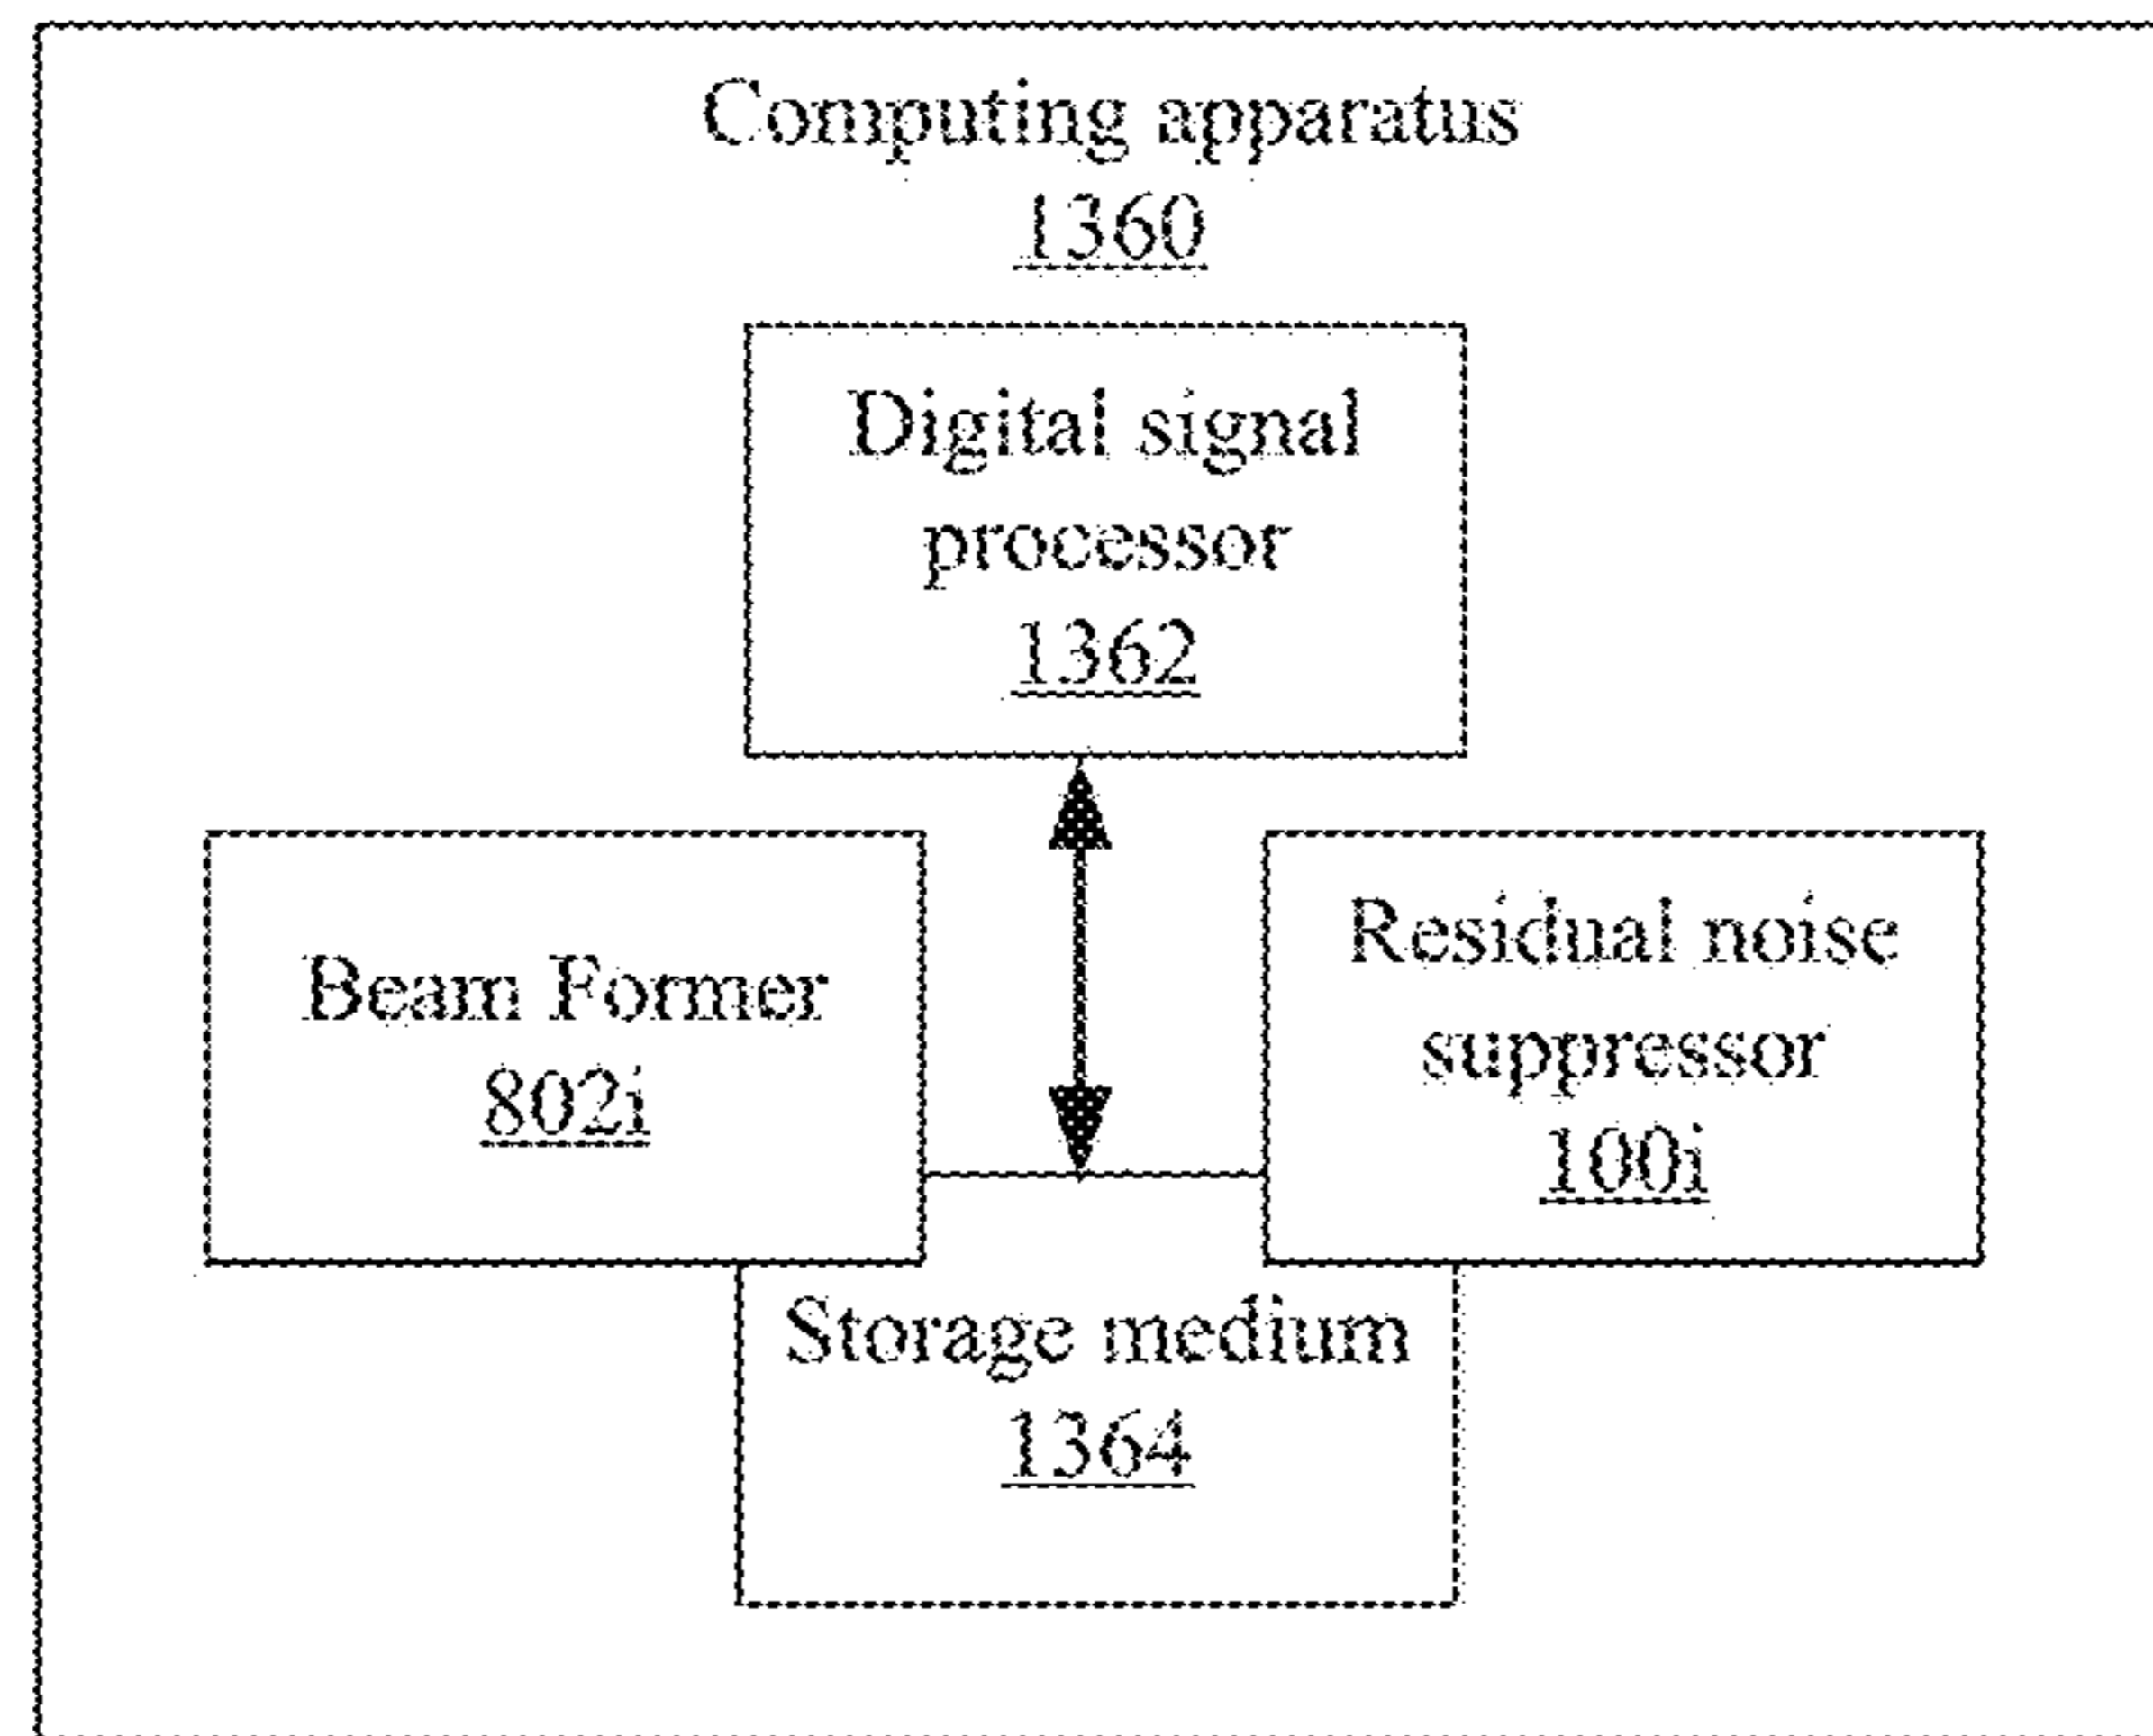 Computing apparatus
1360
Digital signal
processor
1362
Beam Former
802i
Residual noise
suppressor
100i
Storage medium
1364